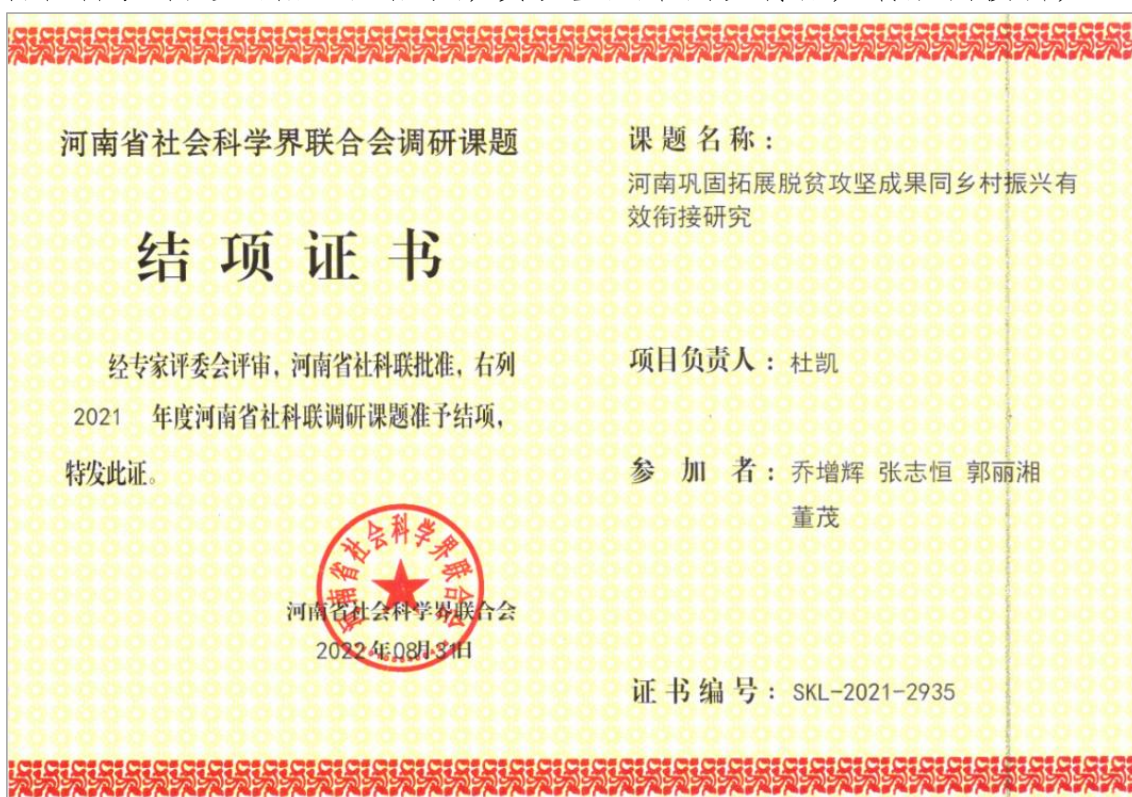 河南省社会科学界联合会调研课题
结项证书
经专家评委会评审，河南省社科联批准，右列
2021 年度河南省社科联调研课题准予结项，
特发此证。
河南省社会科学界联合会
河南省社会科学界联合会
2022年08月31日
课题名称：
河南巩固拓展脱贫攻坚成果同乡村振兴有
效衔接研究
项目负责人：杜凯
参加者：乔增辉 张志恒 郭丽湘
董茂
证书编号：SKL-2021-2935